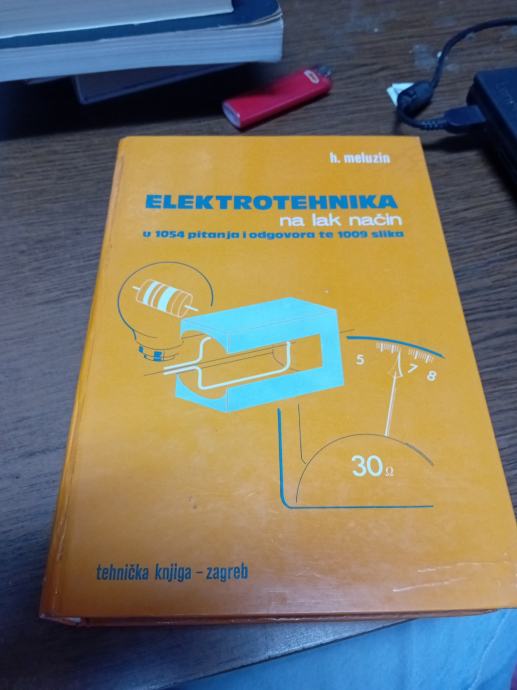 h. meluzin
ELEKTROTEHNIKA
na lak način
u 1054 pitanja i odgovora te 1009 slika
5 7 8
30Ω
tehnička knjiga – zagreb